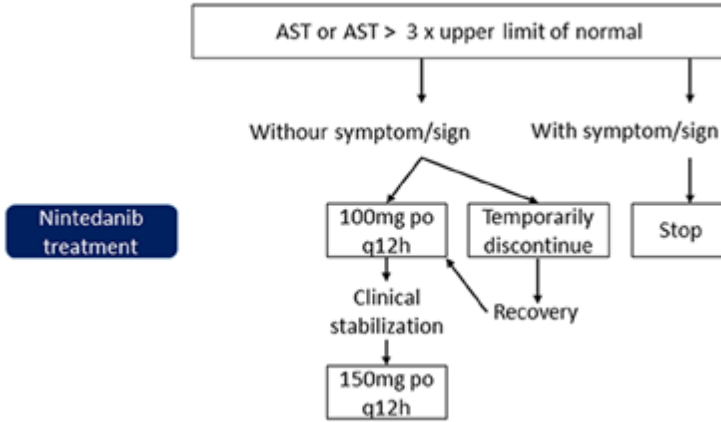 AST or AST > 3 x upper limit of normal
Withour symptom/sign
With symptom/sign
Nintedanib
treatment
100mg po
q12h
Temporarily
discontinue
Stop
Clinical
stabilization
Recovery
150mg po
q12h